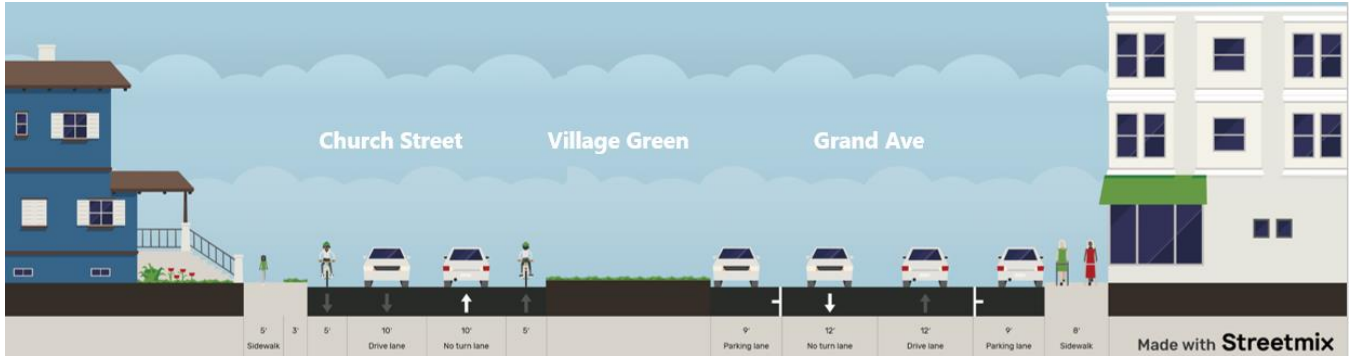 Church Street
Village Green
Grand Ave
5' 3' 5' 10' 10' 5' 9' 12' 12' 9' 8'
Sidewalk Drive lane No turn lane Parking lane No turn lane Drive lane Parking lane Sidewalk
Made with Streetmix